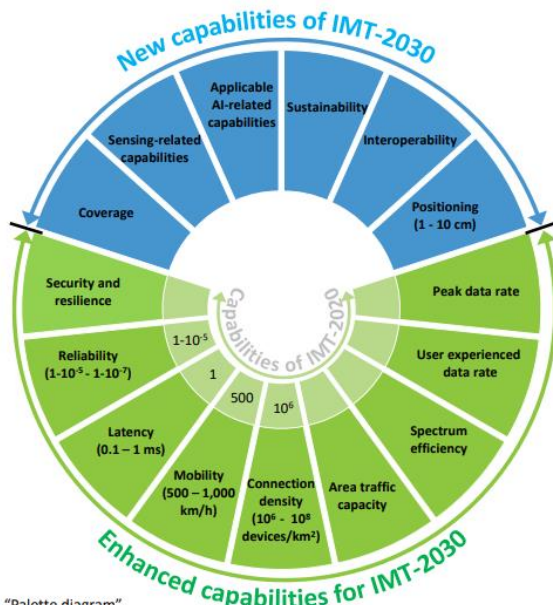 New capabilities of IMT-2030
Applicable
AI-related
capabilities
Sustainability
Sensing-related
capabilities
Interoperability
Coverage
Positioning
(1 - 10 cm)
Security and
resilience
Capabilities of IMT-2020
Peak data rate
Reliability
(1-10⁻⁵ - 1-10⁻⁷)
1-10⁻⁵
User experienced
data rate
Latency
(0.1 – 1 ms)
1
Spectrum
efficiency
Mobility
(500 – 1,000
km/h)
500
Connection
density
(10⁶ - 10⁸
devices/km²)
10⁶
Area traffic
capacity
Enhanced capabilities for IMT-2030
"Palette diagram"